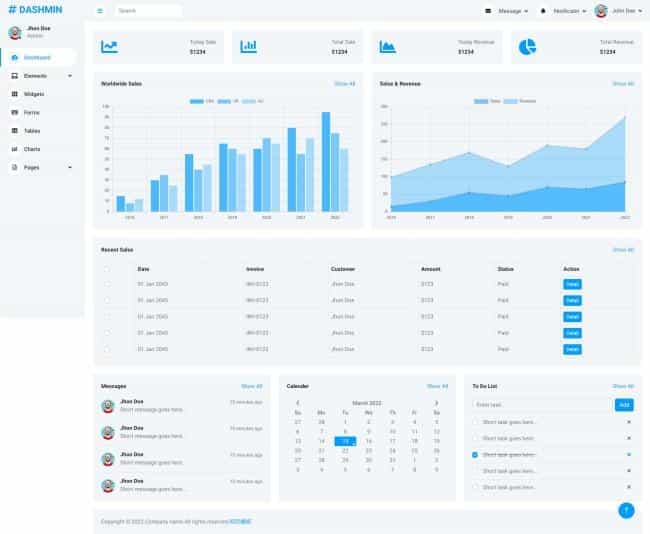 # DASHMIN
Search
Message
Notificatin
John Doe
Jhon Doe
Admin
Dashboard
Elements
Widgets
Forms
Tables
Charts
Pages
Today Sale
$1234
Total Sale
$1234
Today Revenue
$1234
Total Revenue
$1234
Worldwide Sales
Show All
USA UK AU
100
90
80
70
60
50
40
30
20
10
0
2016 2017 2018 2019 2020 2021 2022
Sales & Revenue
Show All
Sales Revenue
300
250
200
150
100
50
0
2016 2017 2018 2019 2020 2021 2022
Recent Sales
Show All
Date Invoice Customer Amount Status Action
01 Jan 2045 INV-0123 Jhon Doe $123 Paid Detail
01 Jan 2045 INV-0123 Jhon Doe $123 Paid Detail
01 Jan 2045 INV-0123 Jhon Doe $123 Paid Detail
01 Jan 2045 INV-0123 Jhon Doe $123 Paid Detail
01 Jan 2045 INV-0123 Jhon Doe $123 Paid Detail
Messages
Show All
Jhon Doe 15 minutes ago
Short message goes here...
Jhon Doe 15 minutes ago
Short message goes here...
Jhon Doe 15 minutes ago
Short message goes here...
Jhon Doe 15 minutes ago
Short message goes here...
Calender
Show All
March 2022
Su Mo Tu We Th Fr Sa
27 28 1 2 3 4 5
6 7 8 9 10 11 12
13 14 15 16 17 18 19
20 21 22 23 24 25 26
27 28 29 30 31 1 2
3 4 5 6 7 8 9
To Do List
Show All
Enter task
Add
Short task goes here...
Short task goes here...
Short task goes here...
Short task goes here...
Short task goes here...
Copyright © 2022.Company name All rights reserved.